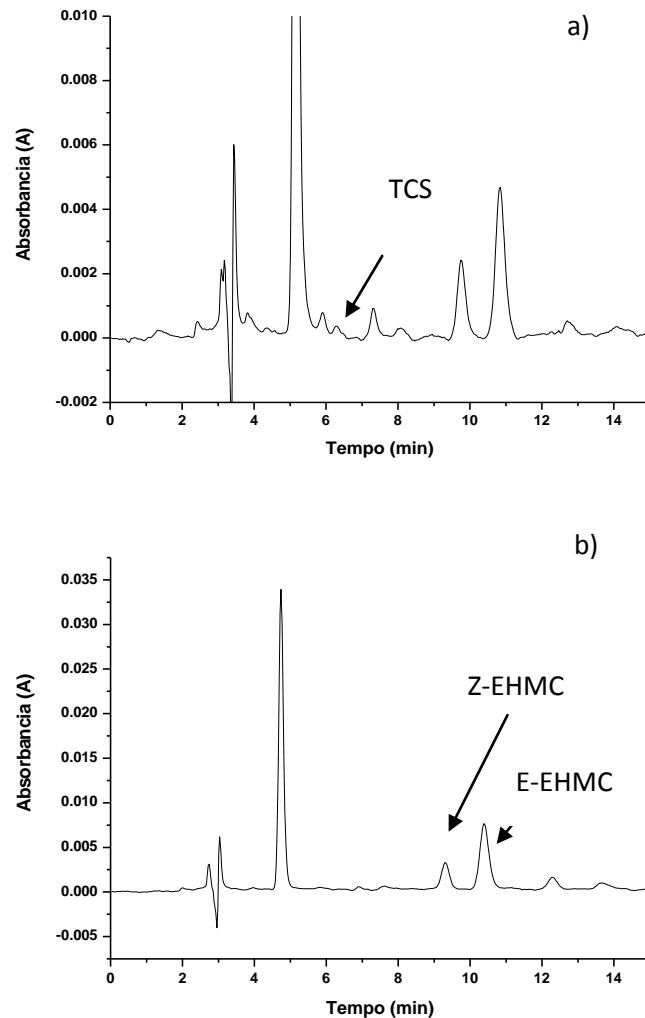 a)
0.010
0.008
0.006
0.004
0.002
0.000
-0.002
Absorbancia (A)
TCS
0 2 4 6 8 10 12 14
Tempo (min)
b)
0.035
0.030
0.025
0.020
0.015
0.010
0.005
0.000
-0.005
Absorbancia (A)
Z-EHMC
E-EHMC
0 2 4 6 8 10 12 14
Tempo (min)